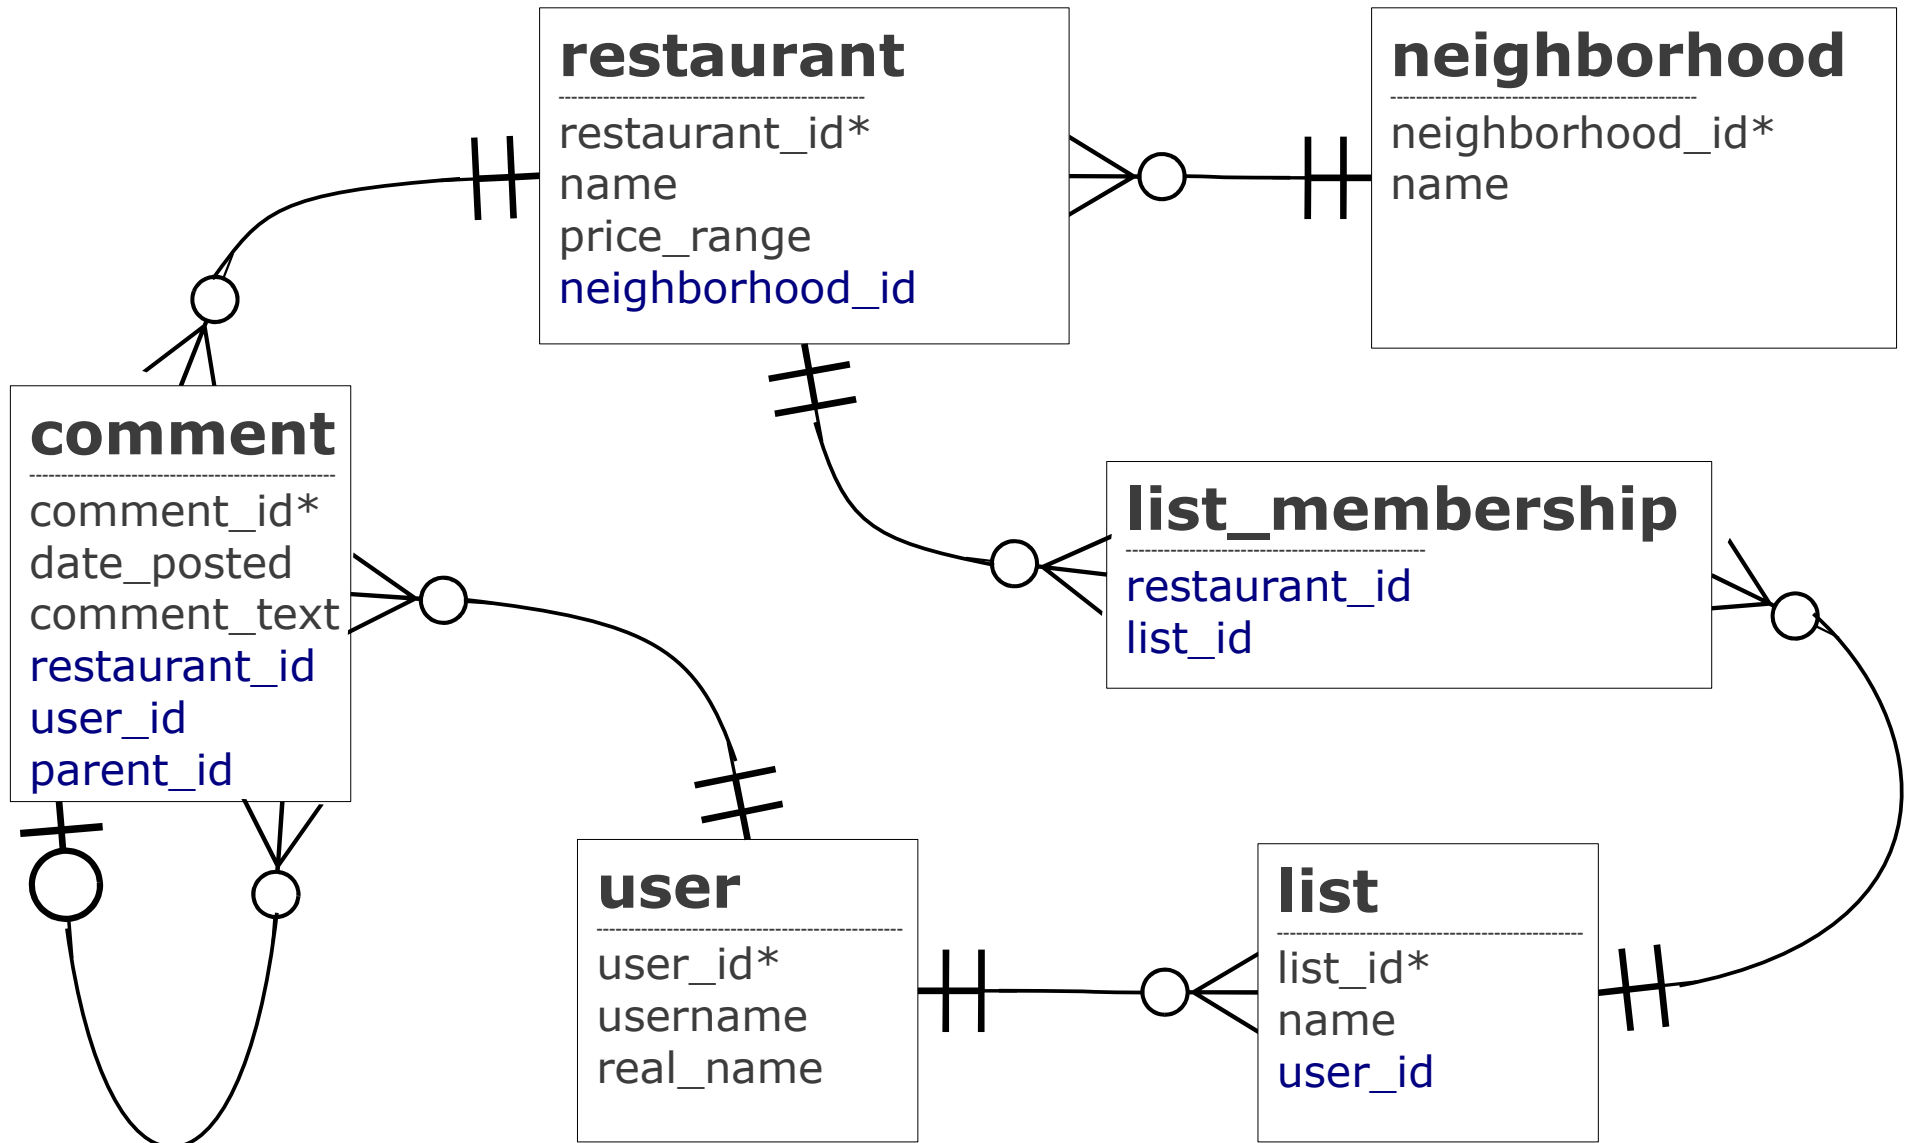 restaurant
restaurant_id*
name
price_range
neighborhood_id
neighborhood
neighborhood_id*
name
comment
comment_id*
date_posted
comment_text
restaurant_id
user_id
parent_id
list_membership
restaurant_id
list_id
user
user_id*
username
real_name
list
list_id*
name
user_id